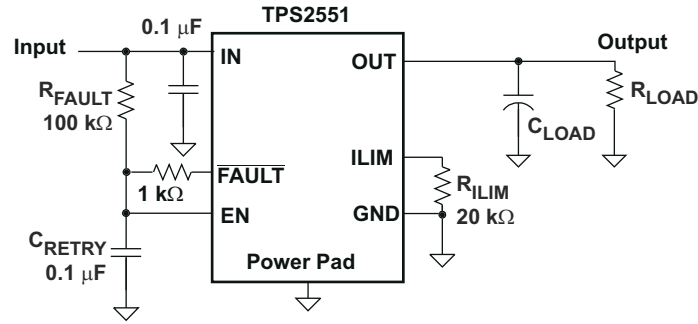 TPS2551
Input
0.1 μF
IN
OUT
Output
R_FAULT
100 kΩ
R_LOAD
C_LOAD
1 kΩ
FAULT
ILIM
R_ILIM
20 kΩ
EN
GND
C_RETRY
0.1 μF
Power Pad